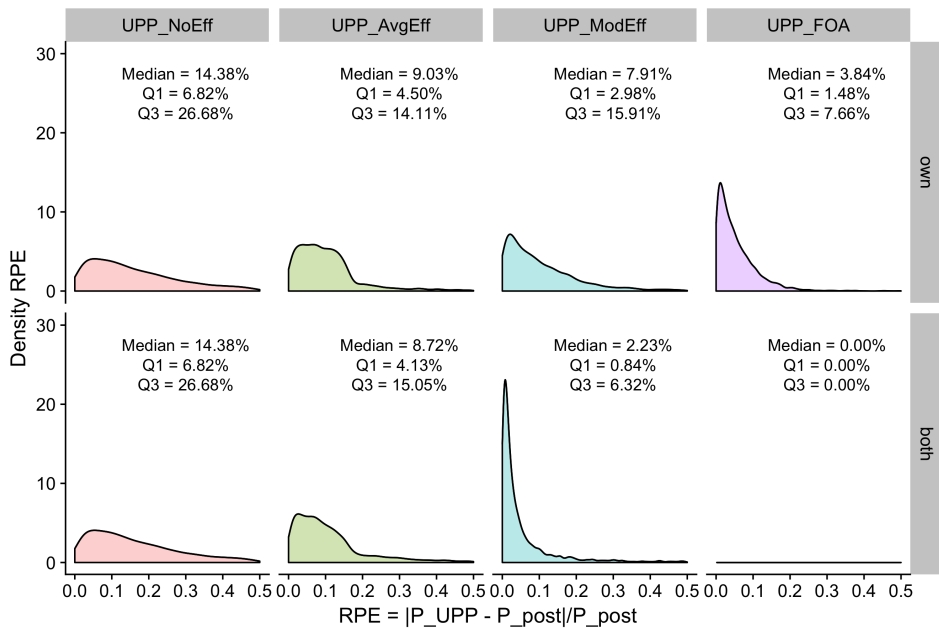 UPP_NoEff UPP_AvgEff UPP_ModEff UPP_FOA
30
Median = 14.38% Median = 9.03% Median = 7.91% Median = 3.84%
Q1 = 6.82% Q1 = 4.50% Q1 = 2.98% Q1 = 1.48%
Q3 = 26.68% Q3 = 14.11% Q3 = 15.91% Q3 = 7.66%
20
own
10
0
Density RPE
30
Median = 14.38% Median = 8.72% Median = 2.23% Median = 0.00%
Q1 = 6.82% Q1 = 4.13% Q1 = 0.84% Q1 = 0.00%
Q3 = 26.68% Q3 = 15.05% Q3 = 6.32% Q3 = 0.00%
20
both
10
0
0.0 0.1 0.2 0.3 0.4 0.5 0.0 0.1 0.2 0.3 0.4 0.5 0.0 0.1 0.2 0.3 0.4 0.5 0.0 0.1 0.2 0.3 0.4 0.5
RPE = |P_UPP - P_post|/P_post